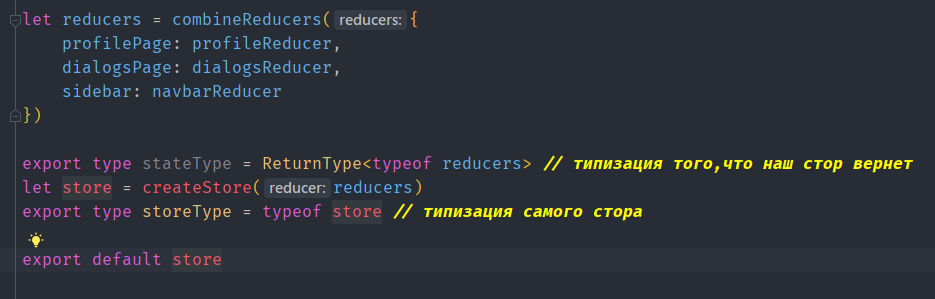 let reducers = combineReducers( reducers: {
    profilePage: profileReducer,
    dialogsPage: dialogsReducer,
    sidebar: navbarReducer
})
export type stateType = ReturnType<typeof reducers> // типизация того,что наш стор вернет
let store = createStore( reducer: reducers)
export type storeType = typeof store // типизация самого стора
export default store